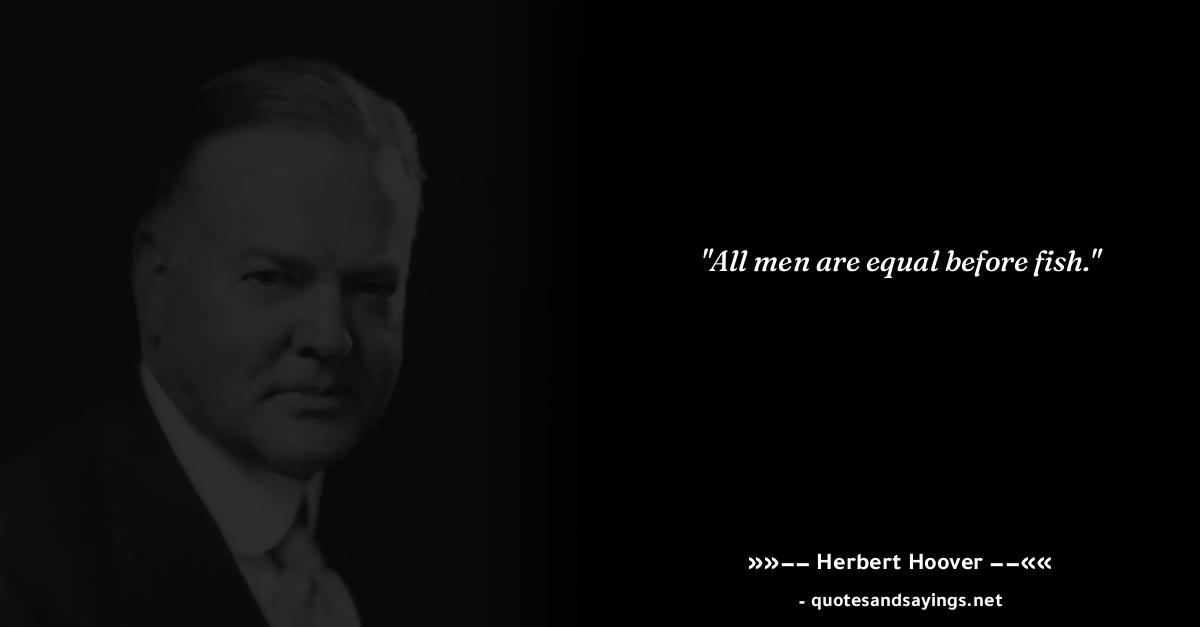 "All men are equal before fish."
»»–– Herbert Hoover ––««
- quotesandsayings.net